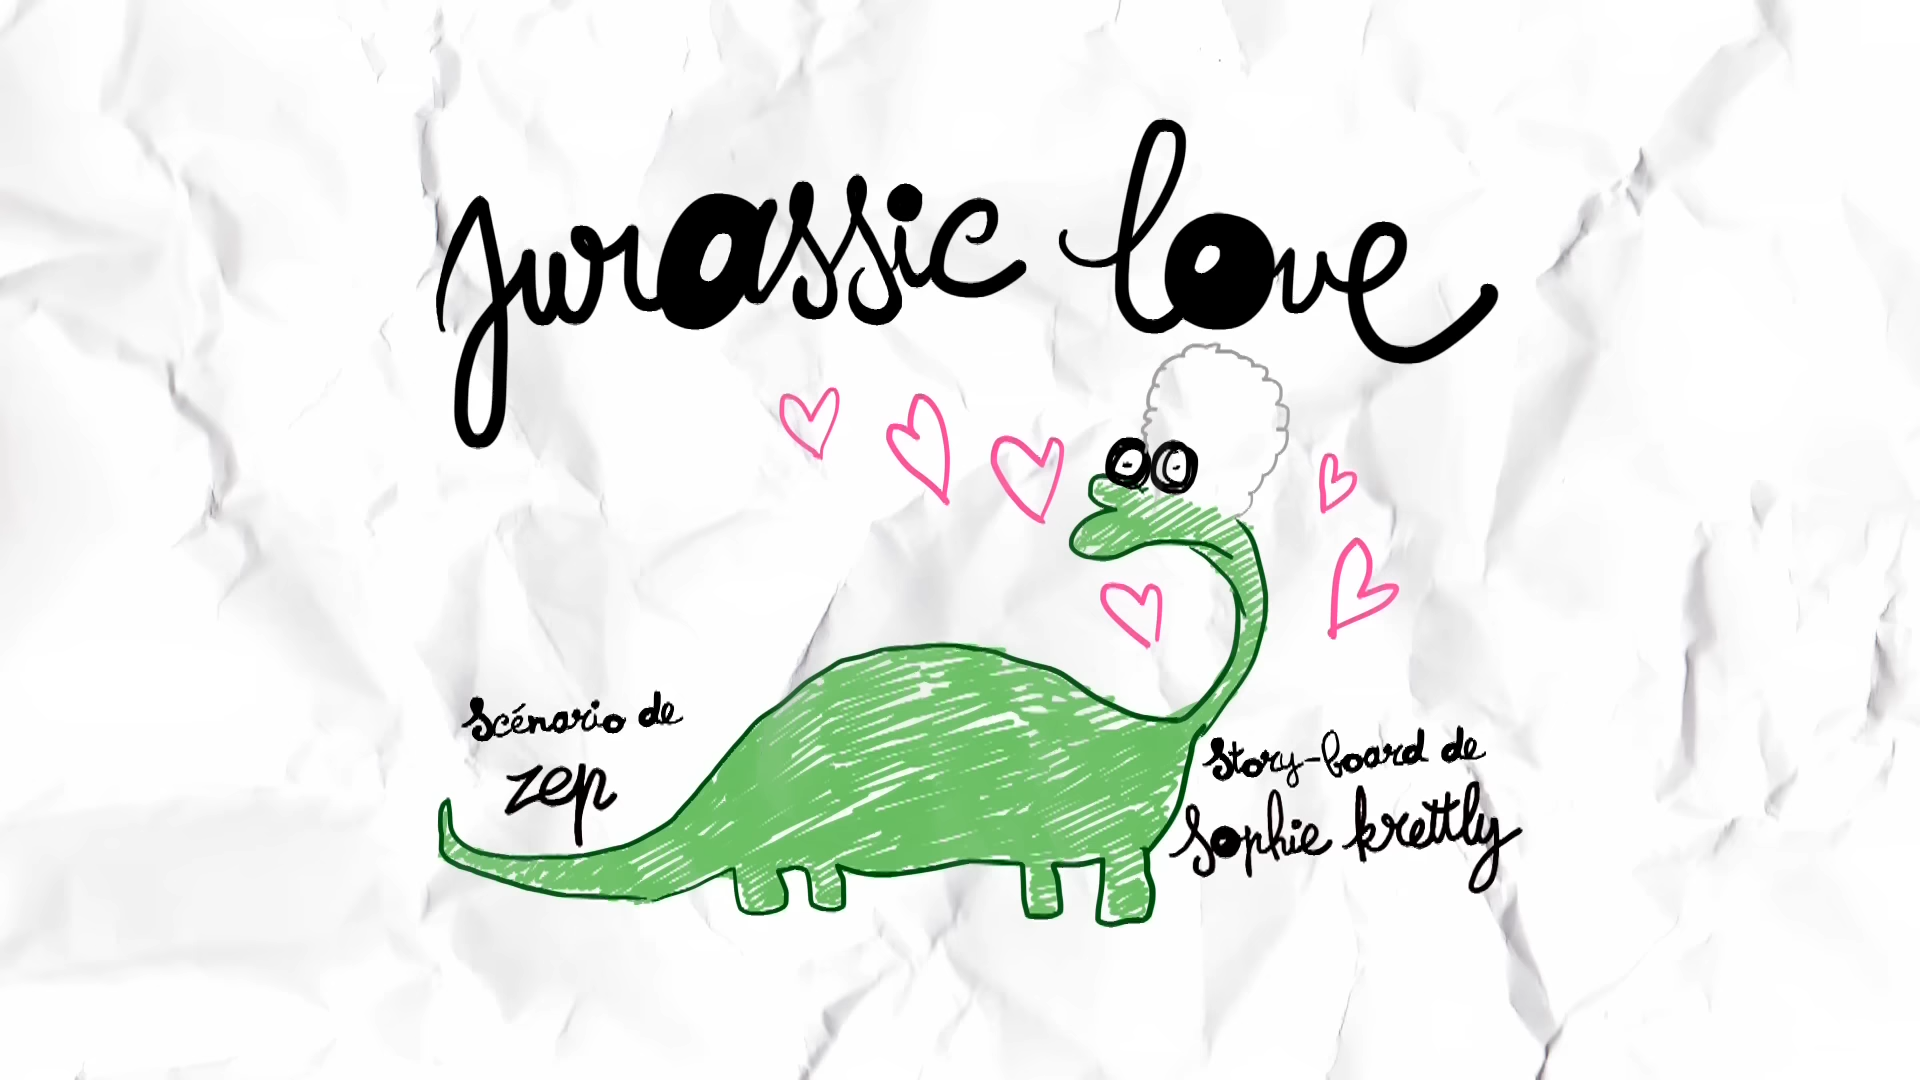 Jurassic love
Scénario de
zep
Story-board de
Sophie krettly